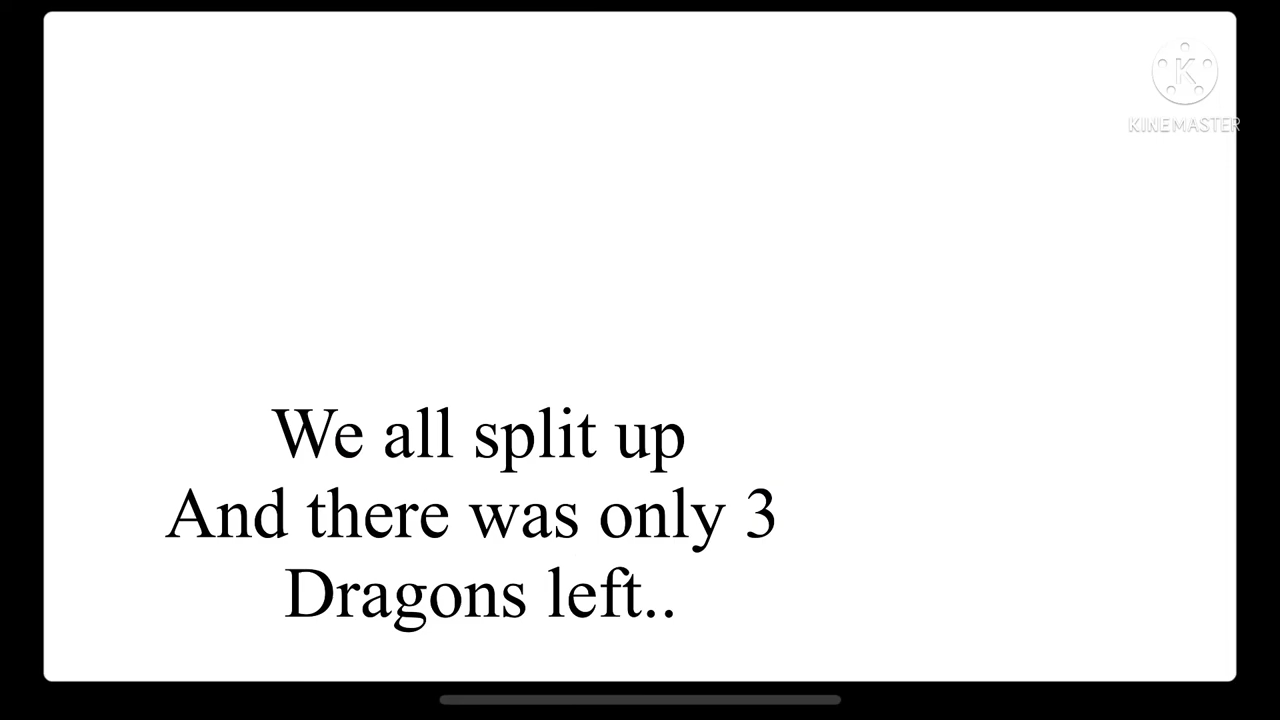 KINEMASTER
We all split up
And there was only 3
Dragons left..